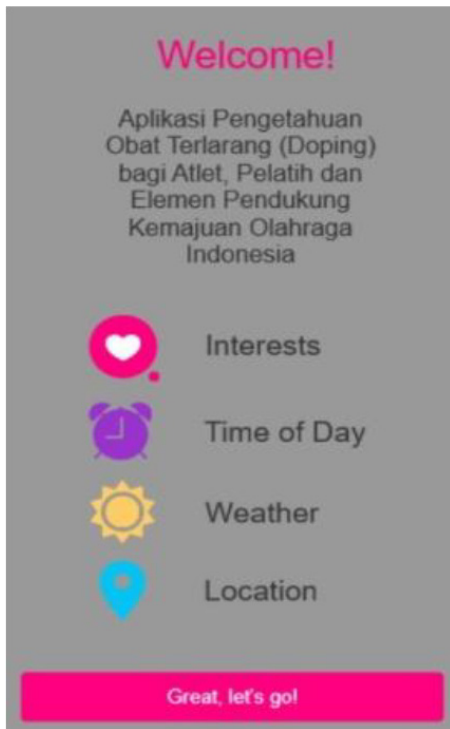 Welcome!
Aplikasi Pengetahuan
Obat Terlarang (Doping)
bagi Atlet, Pelatih dan
Elemen Pendukung
Kemajuan Olahraga
Indonesia
Interests
Time of Day
Weather
Location
Great, let's go!